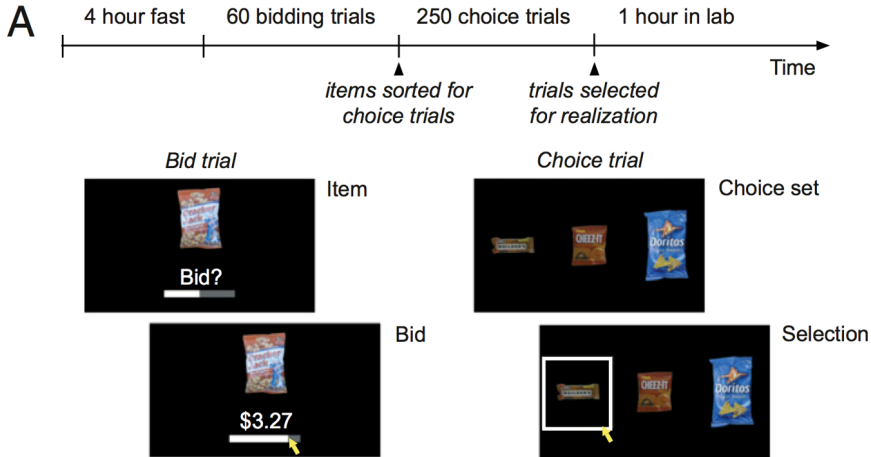 A
4 hour fast
60 bidding trials
250 choice trials
1 hour in lab
Time
items sorted for
choice trials
trials selected
for realization
Bid trial
Item
Cracker
Jack
Bid?
Cracker
Jack
Bid
$3.27
Choice trial
Choice set
CHEEZ-IT
Doritos
Selection
CHEEZ-IT
Doritos